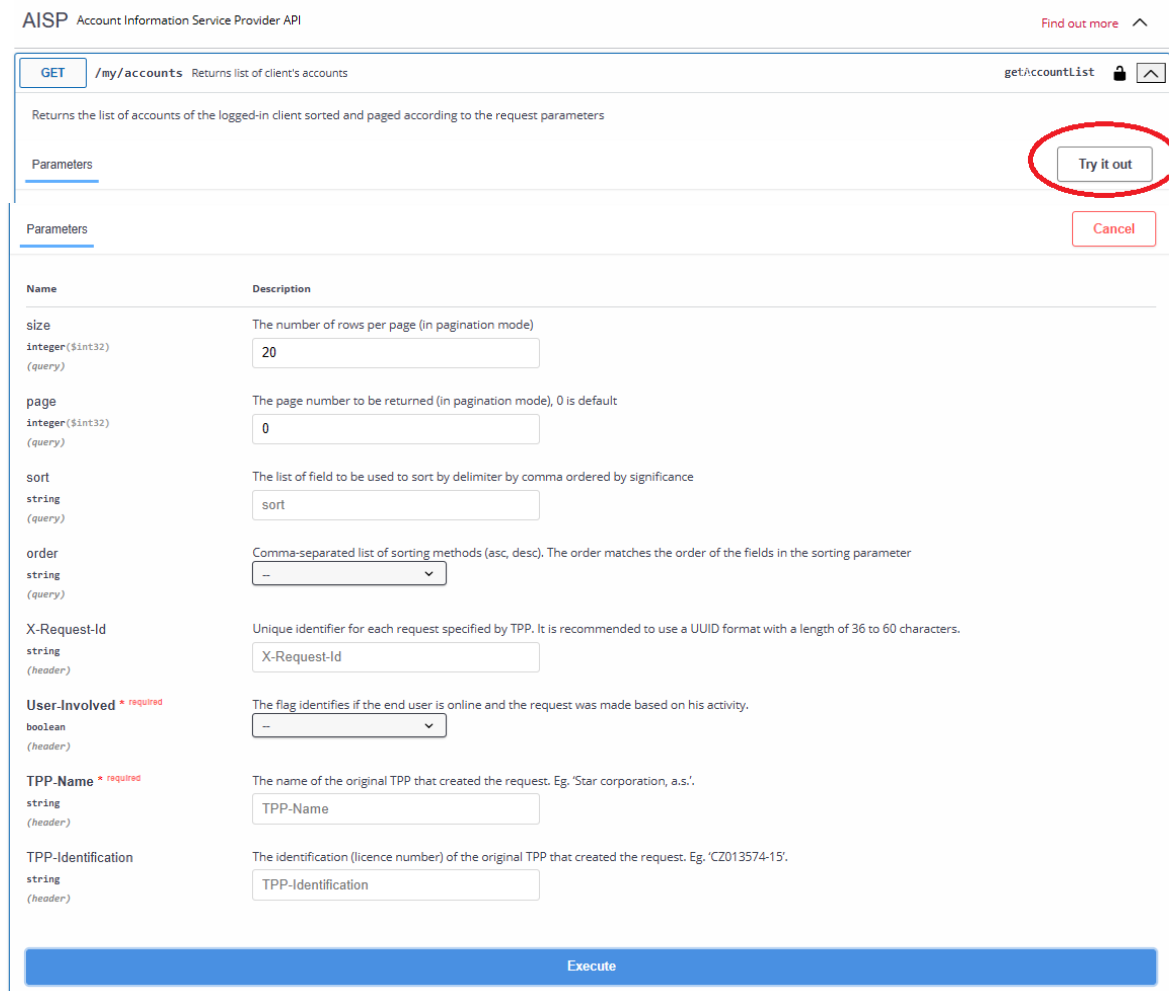 AISP Account Information Service Provider API
Find out more
GET /my/accounts Returns list of client's accounts
getAccountList
Returns the list of accounts of the logged-in client sorted and paged according to the request parameters
Parameters
Try it out
Parameters
Cancel
Name Description
size The number of rows per page (in pagination mode)
integer($int32)
20
(query)
page The page number to be returned (in pagination mode), 0 is default
integer($int32)
0
(query)
sort The list of field to be used to sort by delimiter by comma ordered by significance
string
sort
(query)
order Comma-separated list of sorting methods (asc, desc). The order matches the order of the fields in the sorting parameter
string
--
(query)
X-Request-Id Unique identifier for each request specified by TPP. It is recommended to use a UUID format with a length of 36 to 60 characters.
string
X-Request-Id
(header)
User-Involved * required The flag identifies if the end user is online and the request was made based on his activity.
boolean
--
(header)
TPP-Name * required The name of the original TPP that created the request. Eg. ‘Star corporation, a.s.’.
string
TPP-Name
(header)
TPP-Identification The identification (licence number) of the original TPP that created the request. Eg. ‘CZ013574-15’.
string
TPP-Identification
(header)
Execute